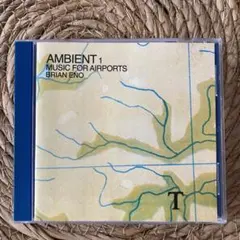 AMBIENT 1
MUSIC FOR AIRPORTS
BRIAN ENO
T